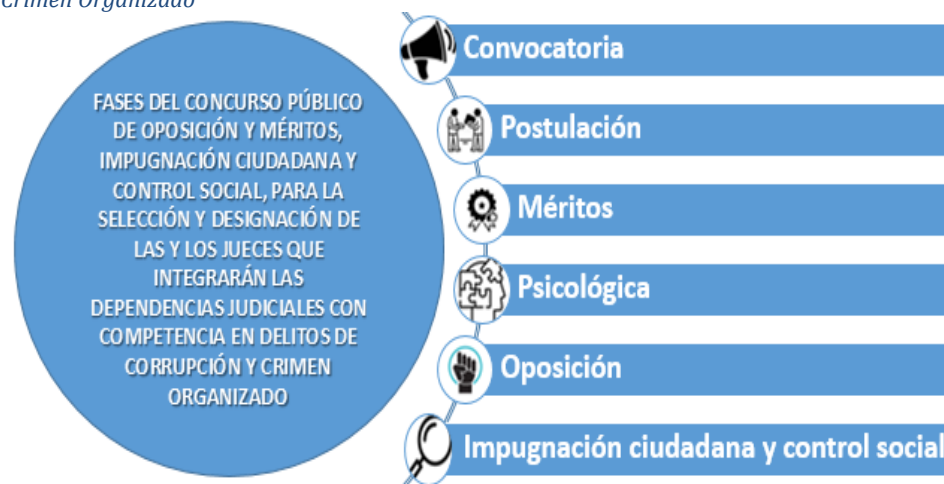 Crimen Organizado
FASES DEL CONCURSO PÚBLICO
DE OPOSICIÓN Y MÉRITOS,
IMPUGNACIÓN CIUDADANA Y
CONTROL SOCIAL, PARA LA
SELECCIÓN Y DESIGNACIÓN DE
LAS Y LOS JUECES QUE
INTEGRARÁN LAS
DEPENDENCIAS JUDICIALES CON
COMPETENCIA EN DELITOS DE
CORRUPCIÓN Y CRIMEN
ORGANIZADO
Convocatoria
Postulación
Méritos
Psicológica
Oposición
Impugnación ciudadana y control social